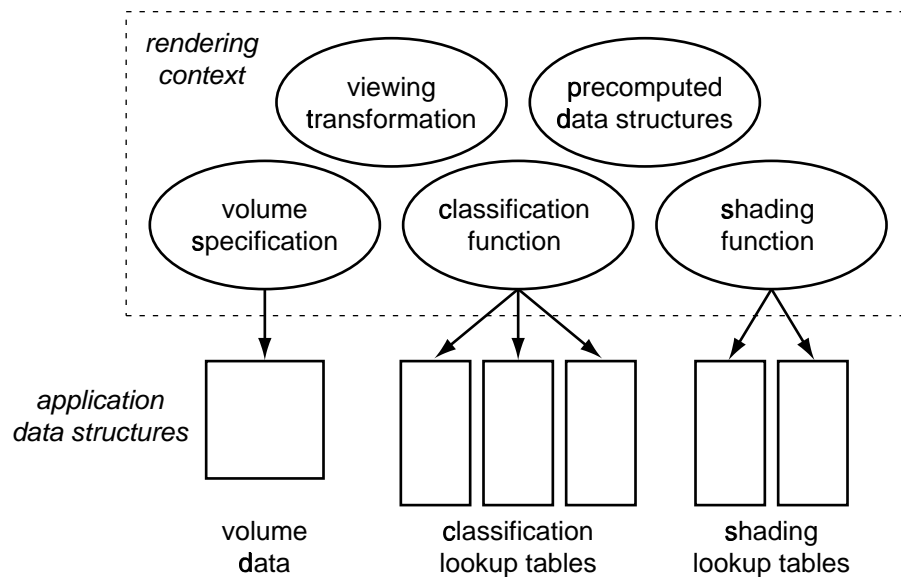 rendering
context
viewing
transformation
precomputed
data structures
volume
specification
classification
function
shading
function
application
data structures
volume
data
classification
lookup tables
shading
lookup tables